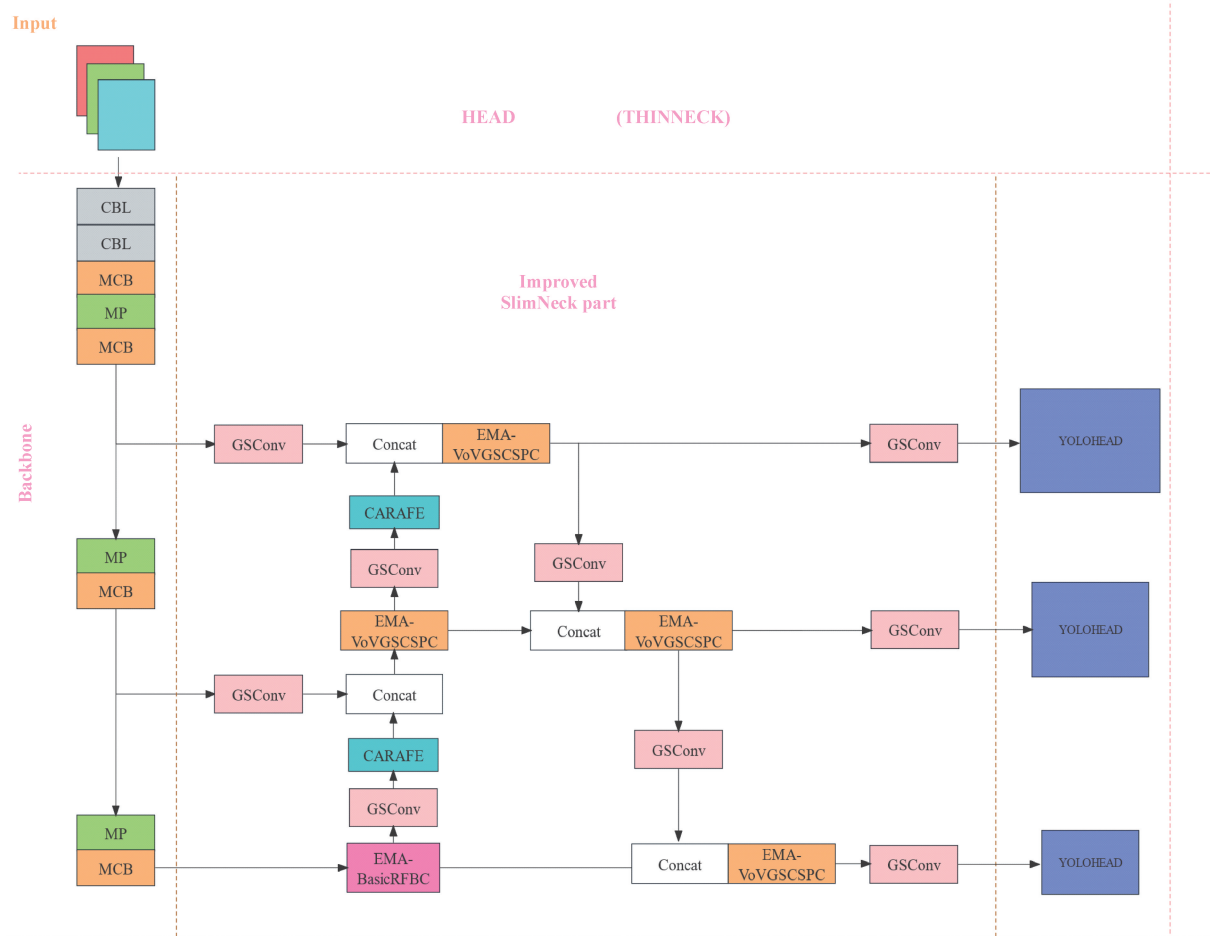 Input
HEAD (THINNECK)
CBL
CBL
MCB
MP
MCB
Improved
SlimNeck part
Backbone
GSConv
Concat
EMA-
VoVGSCSPC
GSConv
YOLOHEAD
CARAFE
GSConv
GSConv
MP
MCB
EMA-
VoVGSCSPC
Concat
EMA-
VoVGSCSPC
GSConv
YOLOHEAD
GSConv
Concat
GSConv
CARAFE
GSConv
MP
MCB
EMA-
BasicRFBC
Concat
EMA-
VoVGSCSPC
GSConv
YOLOHEAD